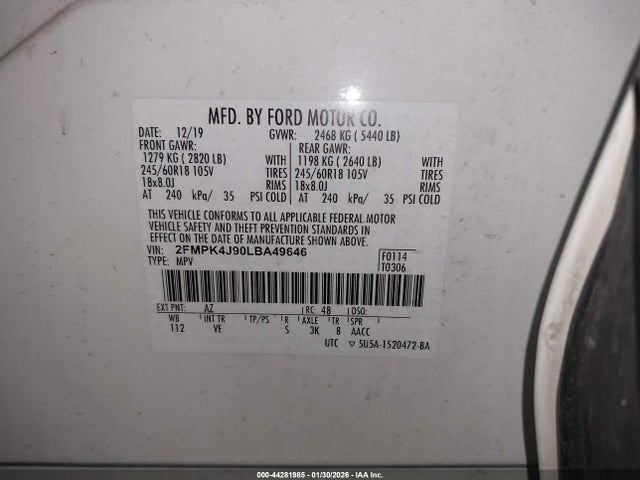 MFD. BY FORD MOTOR CO.
DATE: 12/19 GVWR: 2468 KG ( 5440 LB)
FRONT GAWR: REAR GAWR:
1279 KG ( 2820 LB) WITH 1198 KG ( 2640 LB) WITH
245/60R18 105V TIRES 245/60R18 105V TIRES
18x8.0J RIMS 18x8.0J RIMS
AT 240 kPa/ 35 PSI COLD AT 240 kPa/ 35 PSI COLD
THIS VEHICLE CONFORMS TO ALL APPLICABLE FEDERAL MOTOR
VEHICLE SAFETY AND THEFT PREVENTION STANDARDS IN
EFFECT ON THE DATE OF MANUFACTURE SHOWN ABOVE.
VIN: 2FMPK4J90LBA49646 F0114
TYPE: MPV T0306
EXT PNT: AZ RC: 48 DSO:
WB INT TR TP/PS R AXLE TR SPR
112 VE S 3K 8 AACC
UTC ▽ 5U5A-1520472-BA
000-44281985 - 01/30/2026 - IAA Inc.